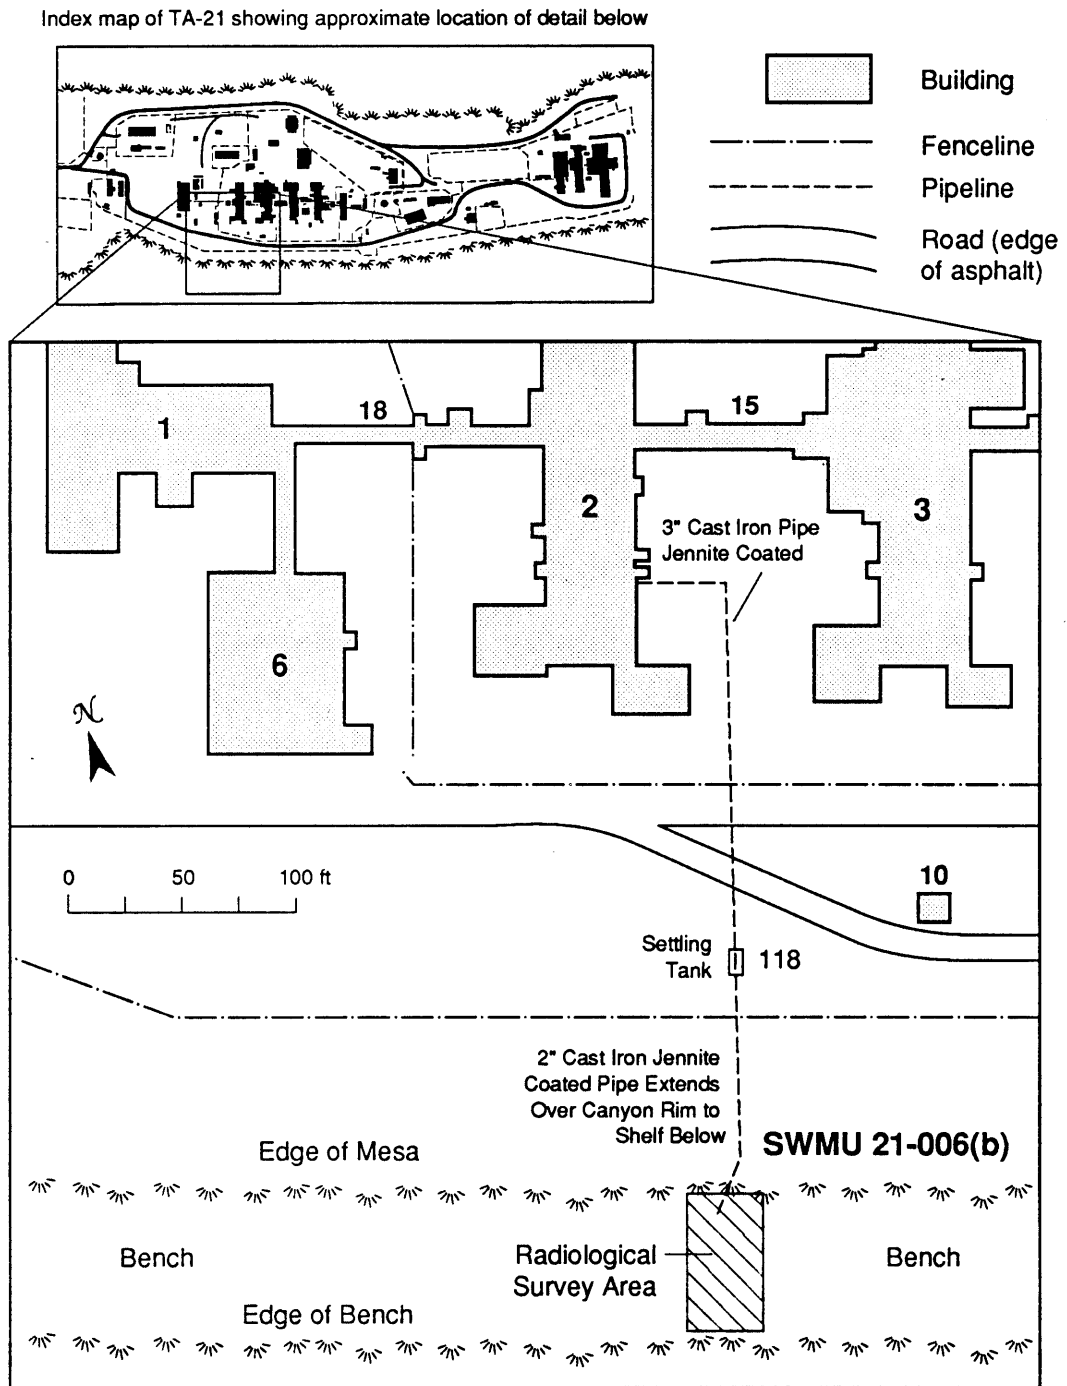 Index map of TA-21 showing approximate location of detail below
Building
Fenceline
Pipeline
Road (edge
of asphalt)
18
15
1
2
3
3" Cast Iron Pipe
Jennite Coated
6
N
0 50 100 ft
10
Settling
Tank
118
2" Cast Iron Jennite
Coated Pipe Extends
Over Canyon Rim to
Shelf Below
SWMU 21-006(b)
Edge of Mesa
Bench
Radiological
Survey Area
Bench
Edge of Bench